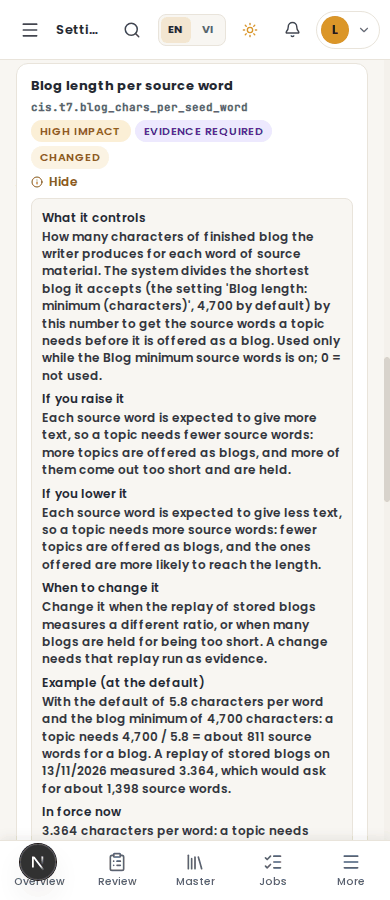 Setti...
EN
VI
L
Blog length per source word
cis.t7.blog_chars_per_seed_word
HIGH IMPACT
EVIDENCE REQUIRED
CHANGED
Hide
What it controls
How many characters of finished blog the
writer produces for each word of source
material. The system divides the shortest
blog it accepts (the setting 'Blog length:
minimum (characters)', 4,700 by default) by
this number to get the source words a topic
needs before it is offered as a blog. Used only
while the Blog minimum source words is on; 0 =
not used.
If you raise it
Each source word is expected to give more
text, so a topic needs fewer source words:
more topics are offered as blogs, and more of
them come out too short and are held.
If you lower it
Each source word is expected to give less text,
so a topic needs more source words: fewer
topics are offered as blogs, and the ones
offered are more likely to reach the length.
When to change it
Change it when the replay of stored blogs
measures a different ratio, or when many
blogs are held for being too short. A change
needs that replay run as evidence.
Example (at the default)
With the default of 5.8 characters per word
and the blog minimum of 4,700 characters: a
topic needs 4,700 / 5.8 = about 811 source
words for a blog. A replay of stored blogs on
13/11/2026 measured 3.364, which would ask
for about 1,398 source words.
In force now
3.364 characters per word: a topic needs
N
Overview
Review
Master
Jobs
More